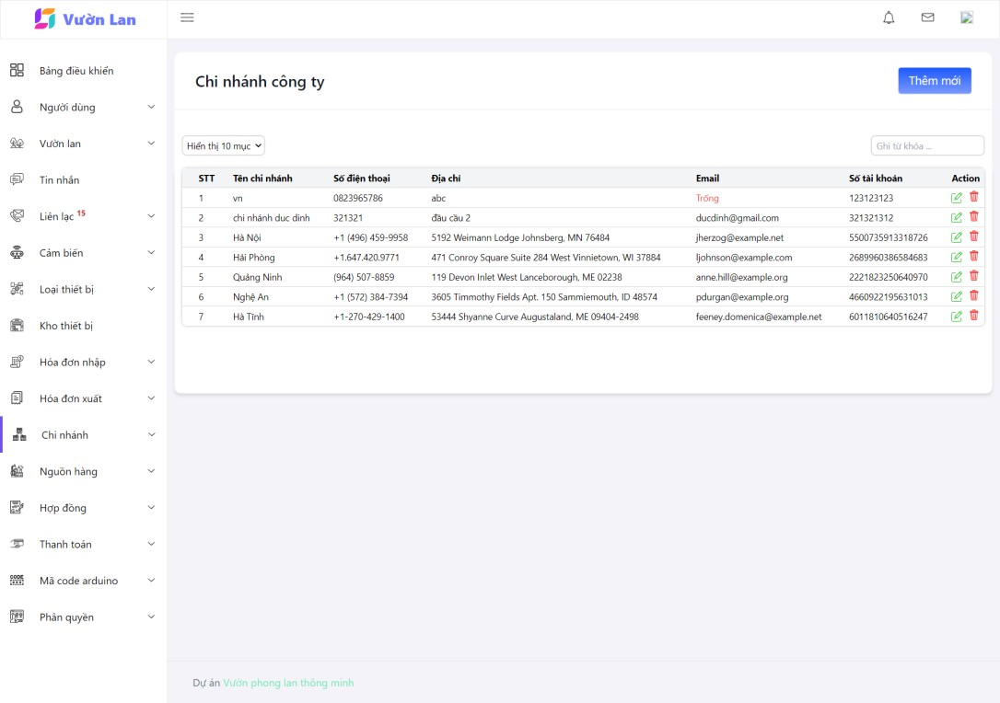 Vườn Lan
Bảng điều khiển
Người dùng
Vườn lan
Tin nhắn
Liên lạc 15
Cảm biến
Loại thiết bị
Kho thiết bị
Hóa đơn nhập
Hóa đơn xuất
Chi nhánh
Nguồn hàng
Hợp đồng
Thanh toán
Mã code arduino
Phân quyền
Chi nhánh công ty
Thêm mới
Hiển thị 10 mục
Ghi từ khóa ...
STT Tên chi nhánh Số điện thoại Địa chỉ Email Số tài khoản Action
1 vn 0823965786 abc Trống 123123123
2 chi nhánh duc dinh 321321 đâu cầu 2 ducdinh@gmail.com 321321312
3 Hà Nội +1 (496) 459-9958 5192 Weimann Lodge Johnsberg, MN 76484 jherzog@example.net 5500735913318726
4 Hải Phòng +1.647.420.9771 471 Conroy Square Suite 284 West Vinnietown, WI 37884 ljohnson@example.com 2689960386584683
5 Quảng Ninh (964) 507-8859 119 Devon Inlet West Lanceborough, ME 02238 anne.hill@example.org 2221823250640970
6 Nghệ An +1 (572) 384-7394 3605 Timmothy Fields Apt. 150 Sammiemouth, ID 48574 pdurgan@example.org 4660922195631013
7 Hà Tĩnh +1-270-429-1400 53444 Shyanne Curve Augustaland, ME 09404-2498 feeney.domenica@example.net 6011810640516247
Dự án Vườn phong lan thông minh